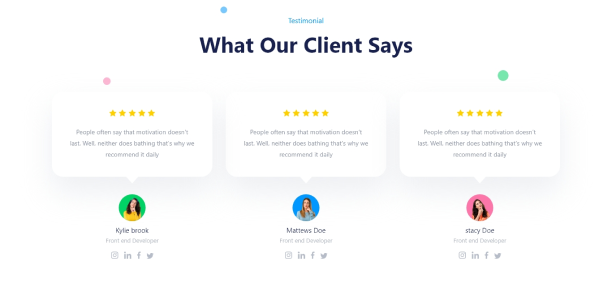 Testimonial
What Our Client Says
People often say that motivation doesn't
last. Well, neither does bathing that's why we
recommend it daily
People often say that motivation doesn't
last. Well, neither does bathing that's why we
recommend it daily
People often say that motivation doesn't
last. Well, neither does bathing that's why we
recommend it daily
Kylie brook
Front end Developer
Mattews Doe
Front end Developer
stacy Doe
Front end Developer